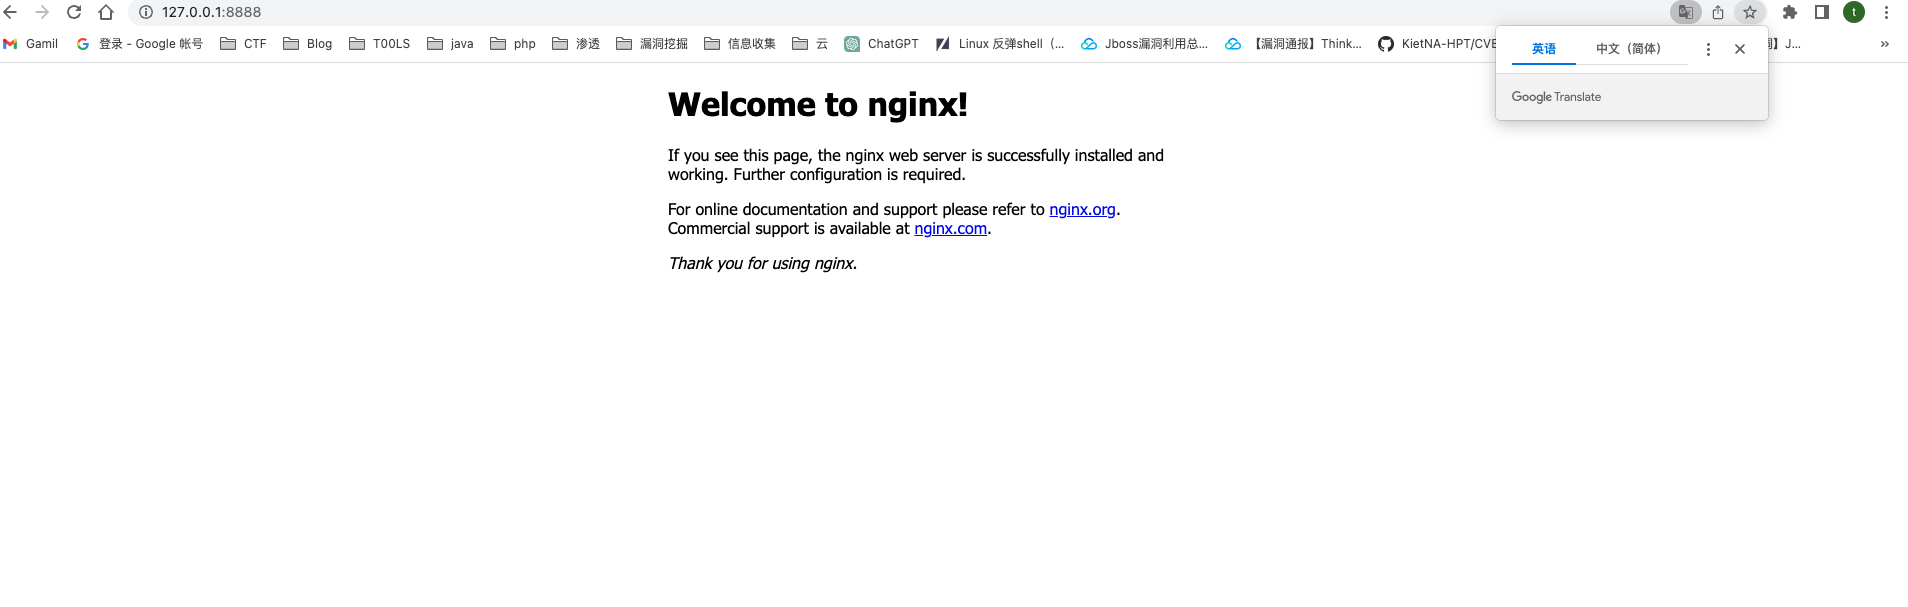 127.0.0.1:8888
t
Gamil
登录 - Google 帐号
CTF
Blog
T00LS
java
php
渗透
漏洞挖掘
信息收集
云
ChatGPT
Linux 反弹shell（...
Jboss漏洞利用总...
【漏洞通报】Think...
KietNA-HPT/CVE
】J...
»
英语
中文（简体）
Google Translate
Welcome to nginx!
If you see this page, the nginx web server is successfully installed and
working. Further configuration is required.
For online documentation and support please refer to nginx.org.
Commercial support is available at nginx.com.
Thank you for using nginx.